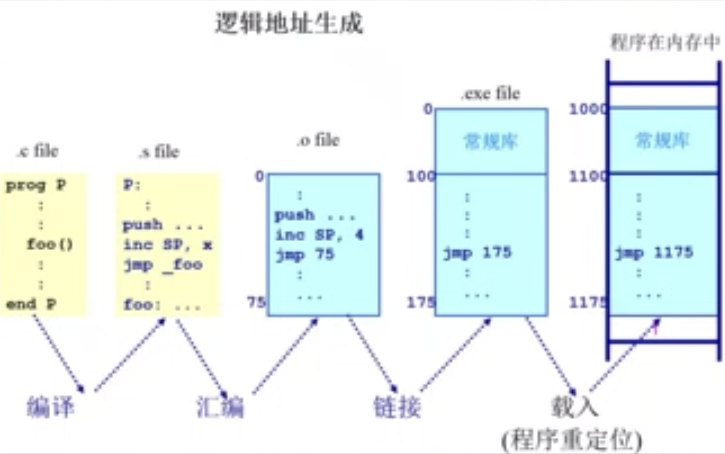 逻辑地址生成
程序在内存中
.c file
prog P
:
:
foo()
:
:
end P
.s file
P:
:
push ...
inc SP, x
jmp _foo
:
foo: ...
.o file
0
:
push ...
inc SP, 4
jmp 75
:
...
75
.exe file
0
常规库
100
:
:
:
jmp 175
:
...
175
1000
常规库
1100
:
:
:
jmp 1175
:
...
1175
编译
汇编
链接
载入
(程序重定位)